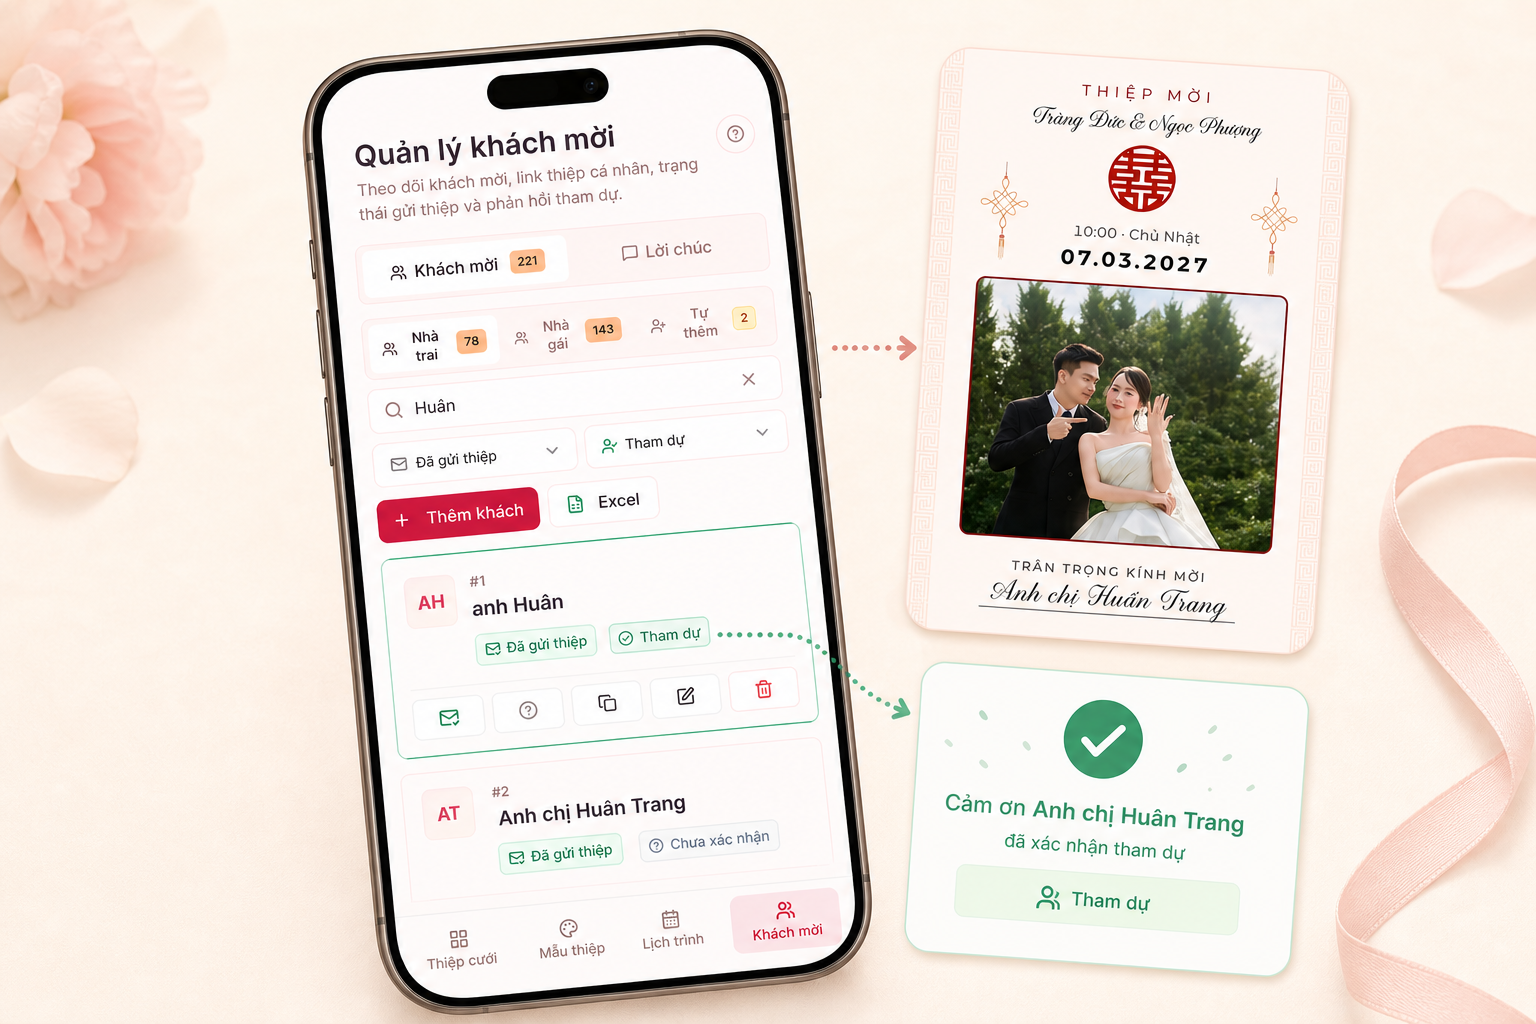 Quản lý khách mời
Theo dõi khách mời, link thiệp cá nhân, trạng
thái gửi thiệp và phản hồi tham dự.
Khách mời 221
Lời chúc
Nhà trai 78
Nhà gái 143
Tự thêm 2
Huân
Đã gửi thiệp
Tham dự
+ Thêm khách
Excel
AH
#1
anh Huân
Đã gửi thiệp
Tham dự
AT
#2
Anh chị Huân Trang
Đã gửi thiệp
Chưa xác nhận
Thiệp cưới
Mẫu thiệp
Lịch trình
Khách mời
THIỆP MỜI
Tràng Đức & Ngọc Phượng
囍
10:00 · Chủ Nhật
07.03.2027
TRÂN TRỌNG KÍNH MỜI
Anh chị Huấn Trang
Cảm ơn Anh chị Huân Trang
đã xác nhận tham dự
Tham dự